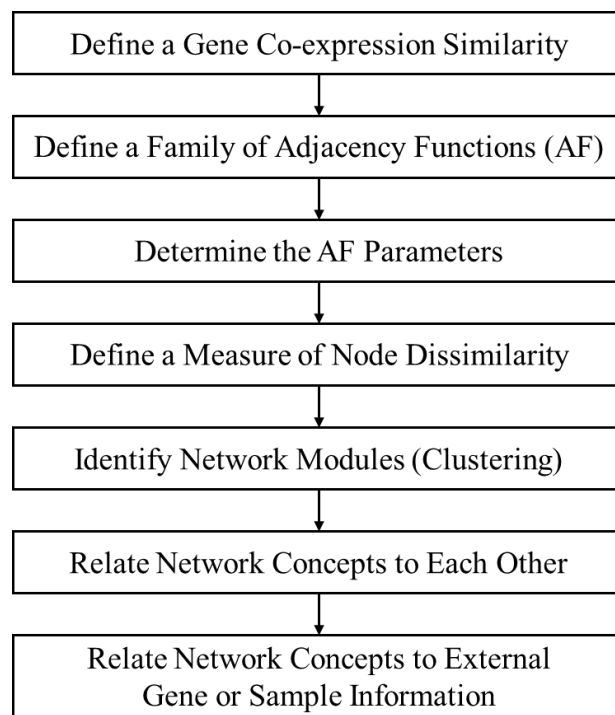 Define a Gene Co-expression Similarity
Define a Family of Adjacency Functions (AF)
Determine the AF Parameters
Define a Measure of Node Dissimilarity
Identify Network Modules (Clustering)
Relate Network Concepts to Each Other
Relate Network Concepts to External
Gene or Sample Information